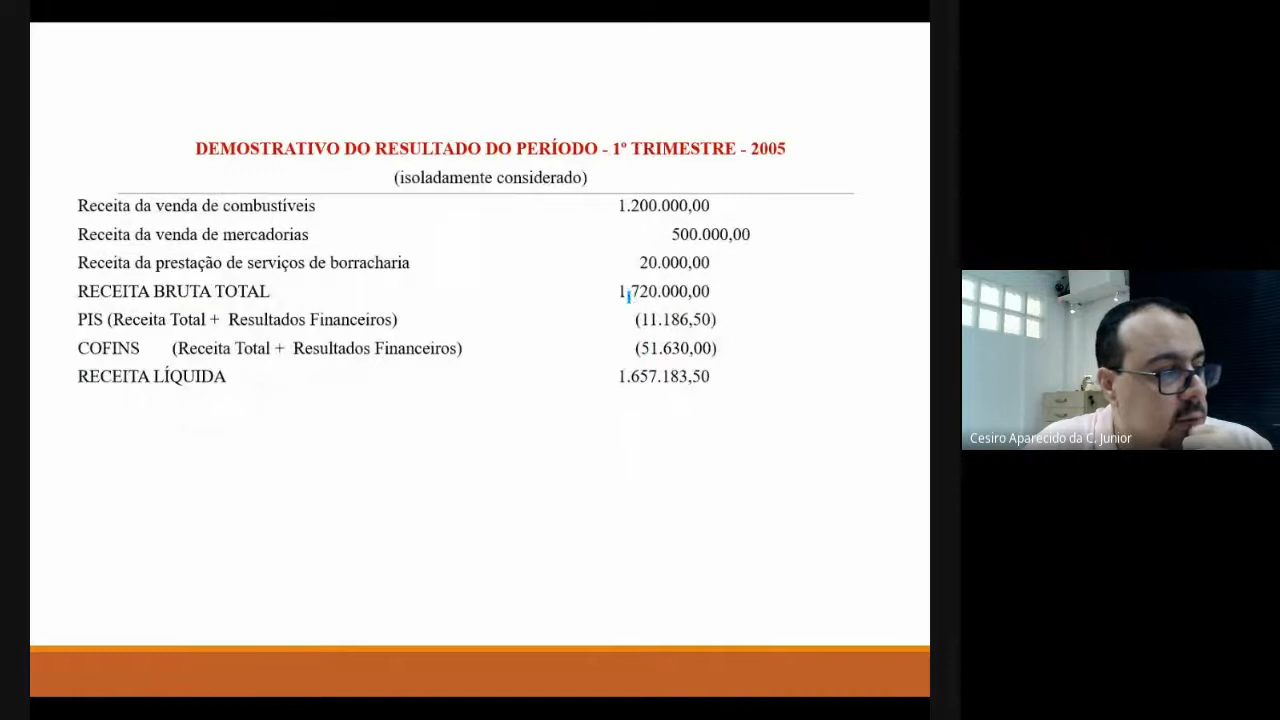 DEMOSTRATIVO DO RESULTADO DO PERÍODO - 1º TRIMESTRE - 2005
(isoladamente considerado)
Receita da venda de combustíveis 1.200.000,00
Receita da venda de mercadorias 500.000,00
Receita da prestação de serviços de borracharia 20.000,00
RECEITA BRUTA TOTAL 1.720.000,00
PIS (Receita Total + Resultados Financeiros) (11.186,50)
COFINS (Receita Total + Resultados Financeiros) (51.630,00)
RECEITA LÍQUIDA 1.657.183,50
Cesiro Aparecido da C. Junior